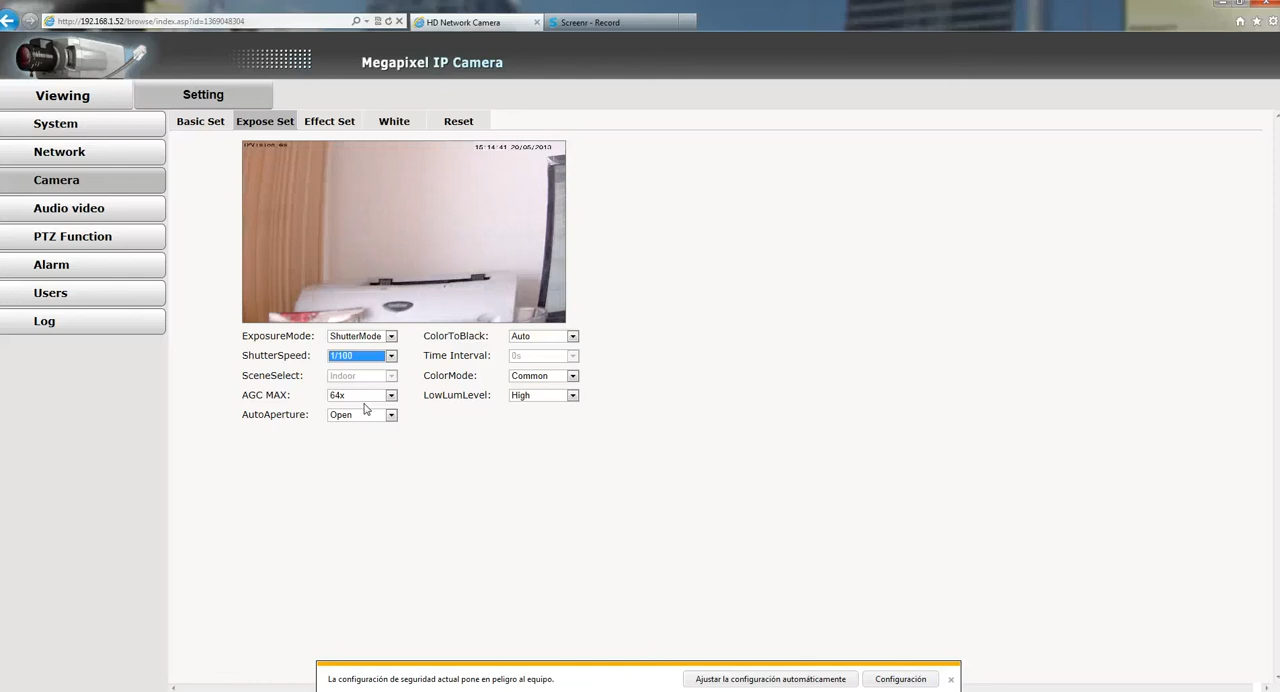 http://192.168.1.52/browse/index.asp?id=1369048304
HD Network Camera
Screenr - Record
Megapixel IP Camera
Viewing
Setting
System
Network
Camera
Audio video
PTZ Function
Alarm
Users
Log
Basic Set
Expose Set
Effect Set
White
Reset
15:14:41 20/05/2013
ExposureMode: ShutterMode
ColorToBlack: Auto
ShutterSpeed: 1/100
Time Interval: 0s
SceneSelect: Indoor
ColorMode: Common
AGC MAX: 64x
LowLumLevel: High
AutoAperture: Open
La configuración de seguridad actual pone en peligro al equipo.
Ajustar la configuración automáticamente
Configuración